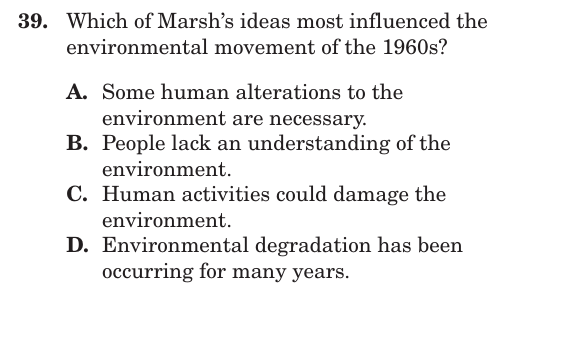 39. Which of Marsh’s ideas most influenced the
environmental movement of the 1960s?
A. Some human alterations to the
environment are necessary.
B. People lack an understanding of the
environment.
C. Human activities could damage the
environment.
D. Environmental degradation has been
occurring for many years.